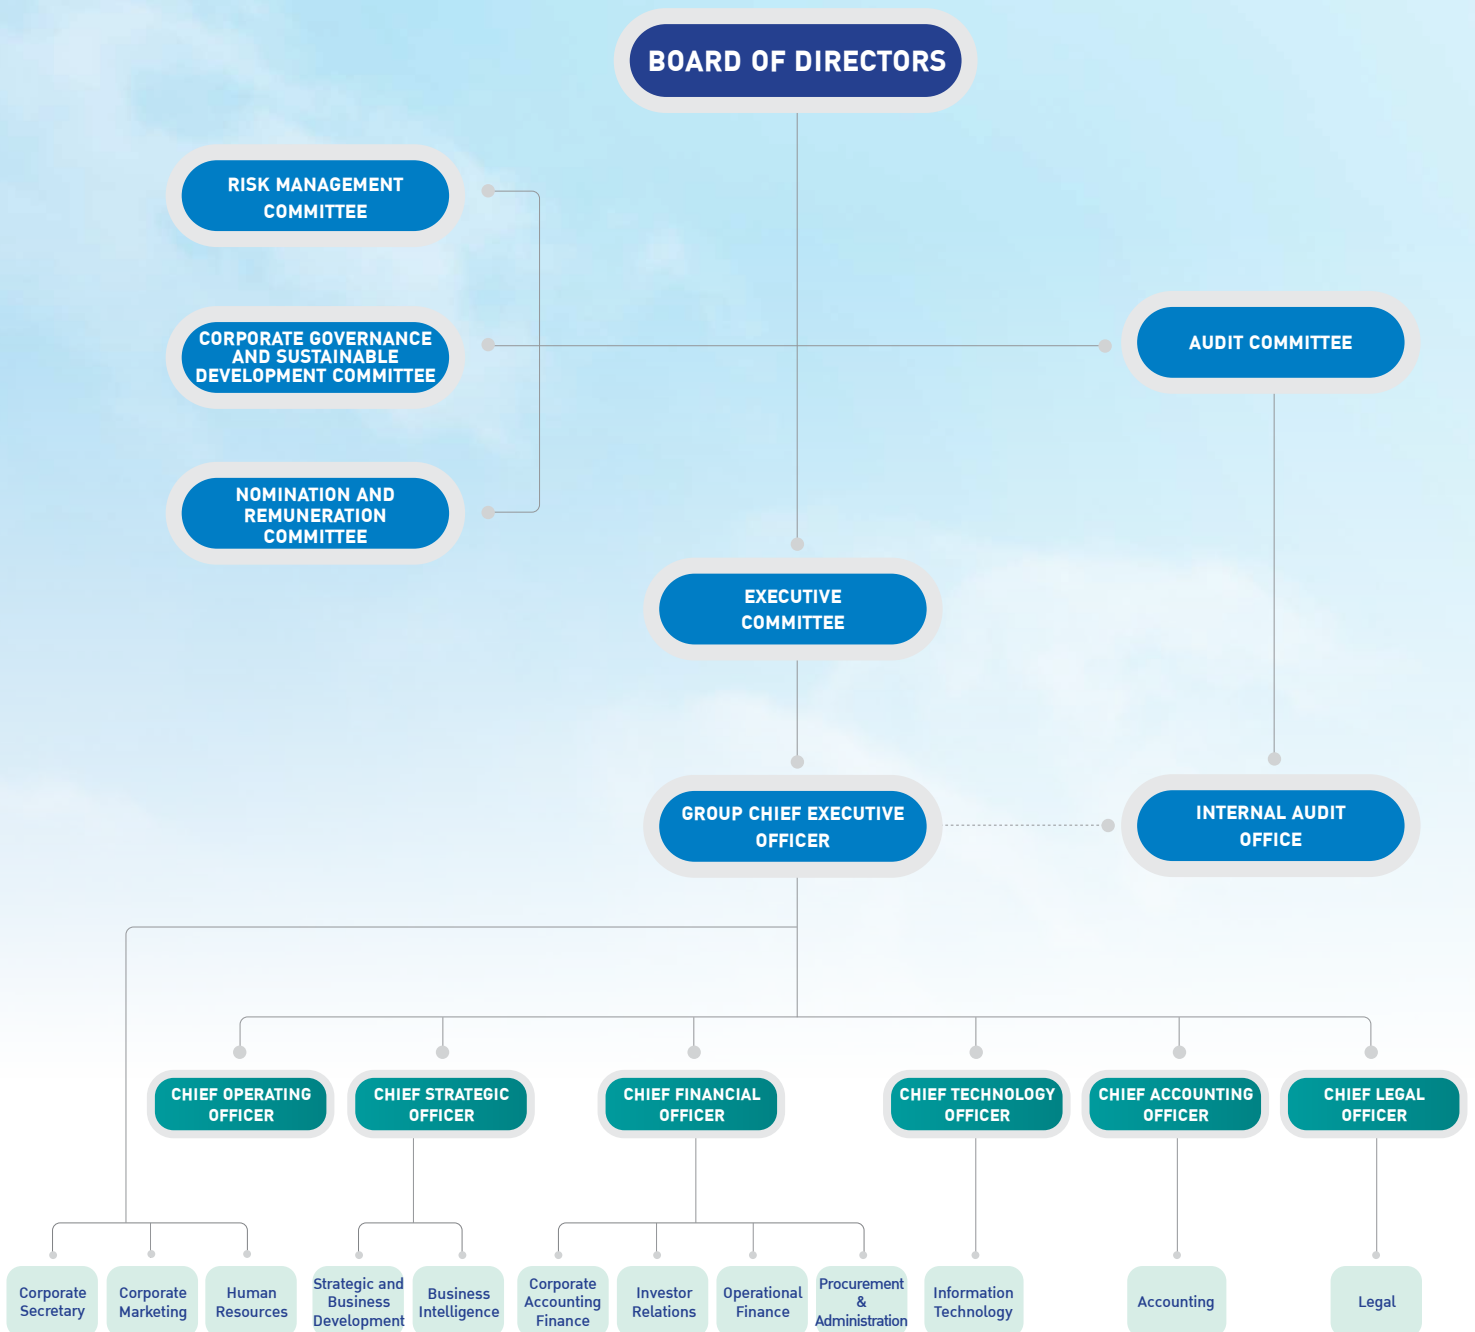 BOARD OF DIRECTORS
RISK MANAGEMENT
COMMITTEE
CORPORATE GOVERNANCE
AND SUSTAINABLE
DEVELOPMENT COMMITTEE
AUDIT COMMITTEE
NOMINATION AND
REMUNERATION
COMMITTEE
EXECUTIVE
COMMITTEE
GROUP CHIEF EXECUTIVE
OFFICER
INTERNAL AUDIT
OFFICE
CHIEF OPERATING
OFFICER
CHIEF STRATEGIC
OFFICER
CHIEF FINANCIAL
OFFICER
CHIEF TECHNOLOGY
OFFICER
CHIEF ACCOUNTING
OFFICER
CHIEF LEGAL
OFFICER
Corporate
Secretary
Corporate
Marketing
Human
Resources
Strategic and
Business
Development
Business
Intelligence
Corporate
Accounting
Finance
Investor
Relations
Operational
Finance
Procurement
&
Administration
Information
Technology
Accounting
Legal